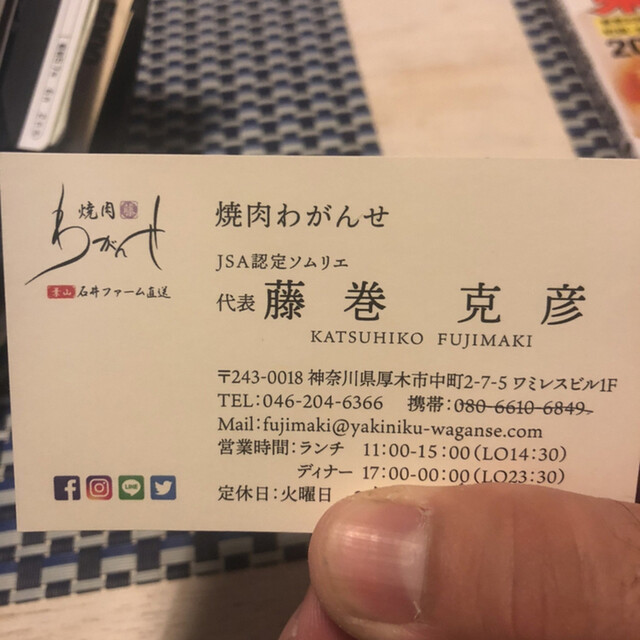 焼肉
わがんせ
葉山 石井ファーム直送
焼肉わがんせ
JSA認定ソムリエ
代表 藤巻 克彦
KATSUHIKO FUJIMAKI
〒243-0018 神奈川県厚木市中町2-7-5 ワミレスビル1F
TEL:046-204-6366 携帯:080-6610-6849
Mail:fujimaki@yakiniku-waganse.com
営業時間:ランチ 11:00-15:00(LO14:30)
ディナー 17:00-00:00(LO23:30)
定休日:火曜日
LINE